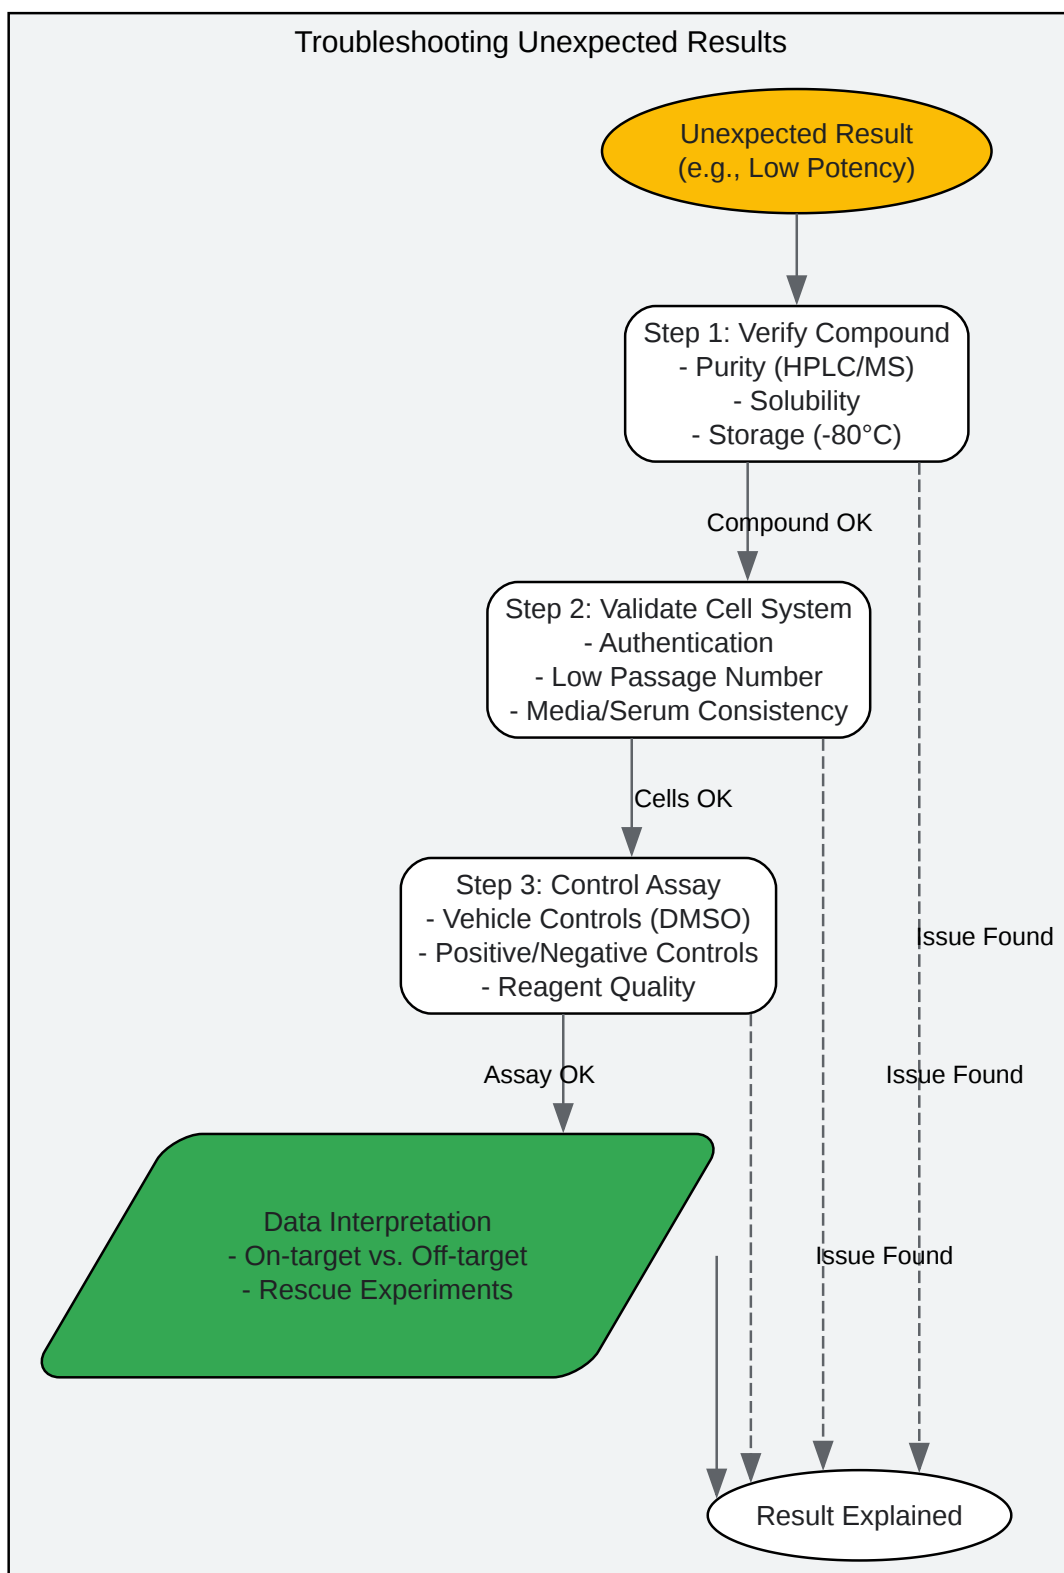 Troubleshooting Unexpected Results
Unexpected Result
(e.g., Low Potency)
Step 1: Verify Compound
- Purity (HPLC/MS)
- Solubility
- Storage (-80°C)
Compound OK
Step 2: Validate Cell System
- Authentication
- Low Passage Number
- Media/Serum Consistency
Cells OK
Step 3: Control Assay
- Vehicle Controls (DMSO)
- Positive/Negative Controls
- Reagent Quality
Issue Found
Assay OK
Issue Found
Data Interpretation
- On-target vs. Off-target
- Rescue Experiments
Issue Found
Result Explained